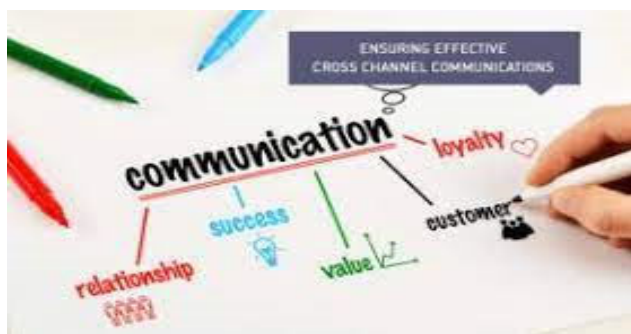 ENSURING EFFECTIVE
CROSS CHANNEL COMMUNICATIONS
communication
loyalty
customer
success
value
relationship